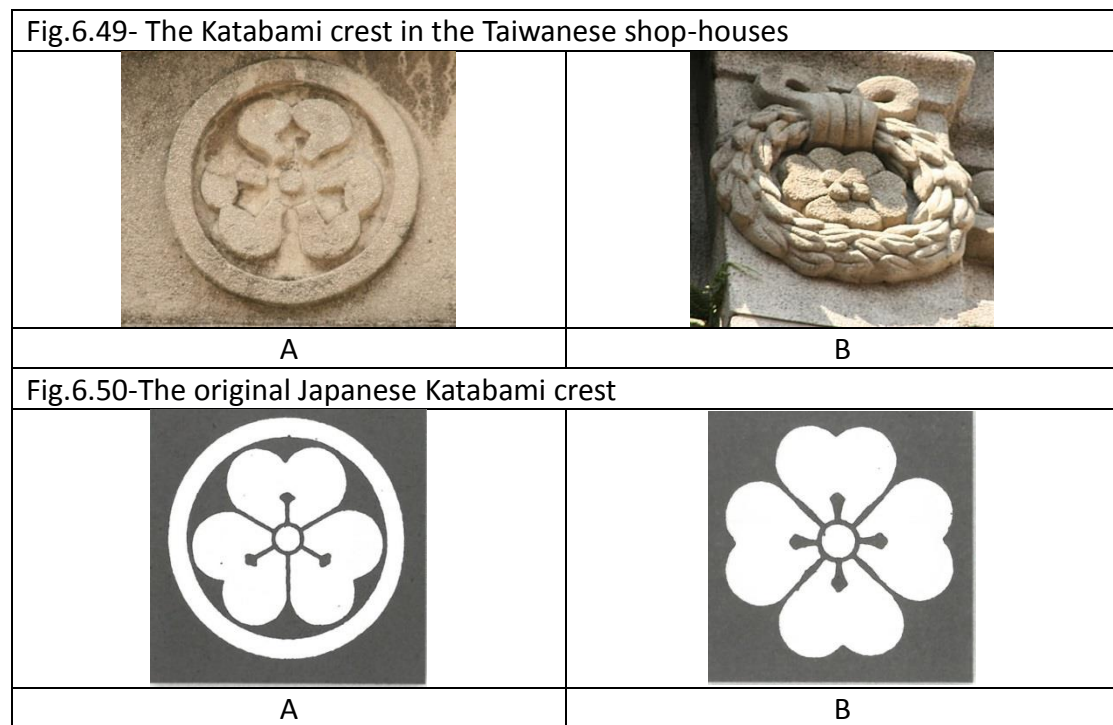 Fig.6.49- The Katabami crest in the Taiwanese shop-houses
A B
Fig.6.50-The original Japanese Katabami crest
A B